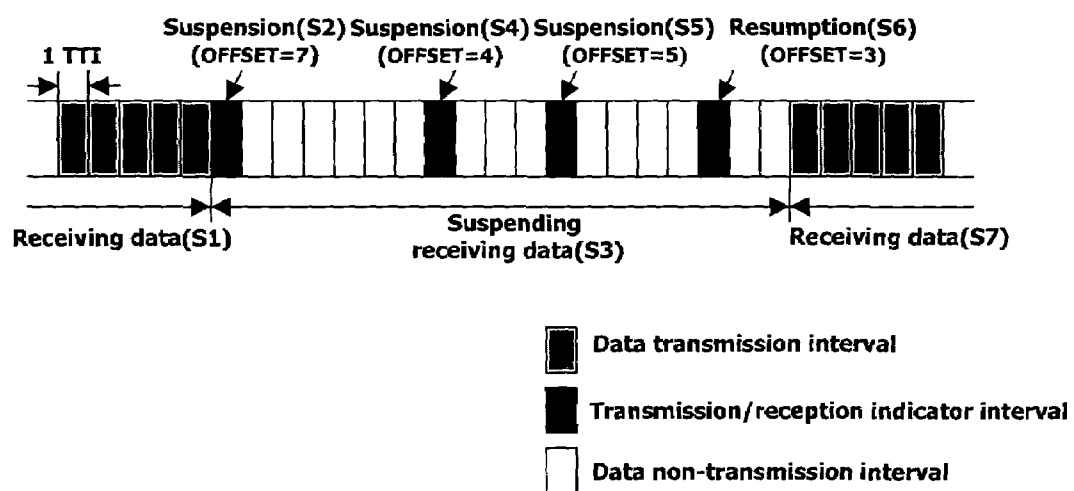 Suspension(S2) Suspension(S4) Suspension(S5) Resumption(S6)
(OFFSET=7) (OFFSET=4) (OFFSET=5) (OFFSET=3)
1 TTI
Receiving data(S1)
Suspending
receiving data(S3)
Receiving data(S7)
Data transmission interval
Transmission/reception indicator interval
Data non-transmission interval